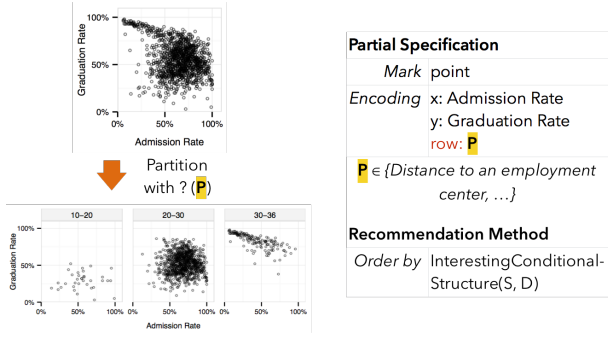 100%
50%
0%
Graduation Rate
0%
50%
100%
Admission Rate
Partition
with ? (P)
10–20
20–30
30–36
100%
50%
0%
Graduation Rate
0%
50%
100%
0%
50%
100%
0%
50%
100%
Admission Rate
Partial Specification
Mark point
Encoding x: Admission Rate
y: Graduation Rate
row: P
P ∈ {Distance to an employment
center, ...}
Recommendation Method
Order by InterestingConditional-
Structure(S, D)